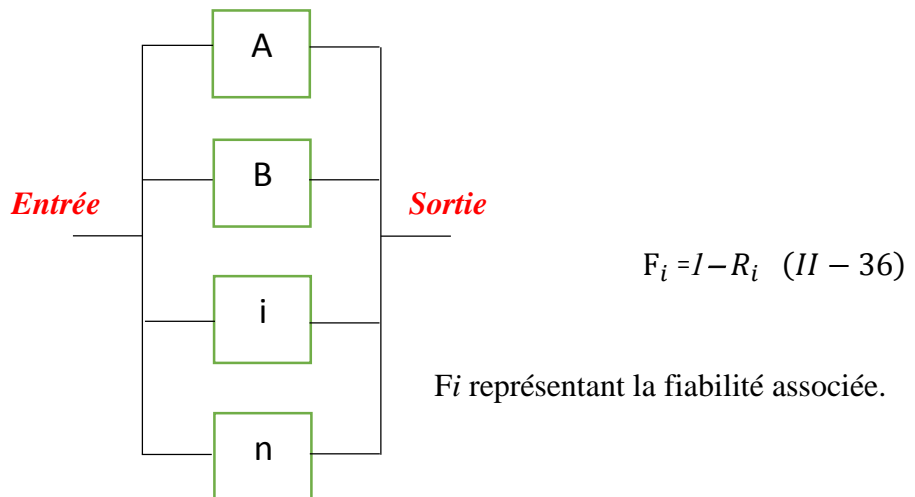 A
B
Entrée
Sortie
F𝑖 =1−𝑅𝑖 (𝐼𝐼 − 36)
i
F𝑖 représentant la fiabilité associée.
n